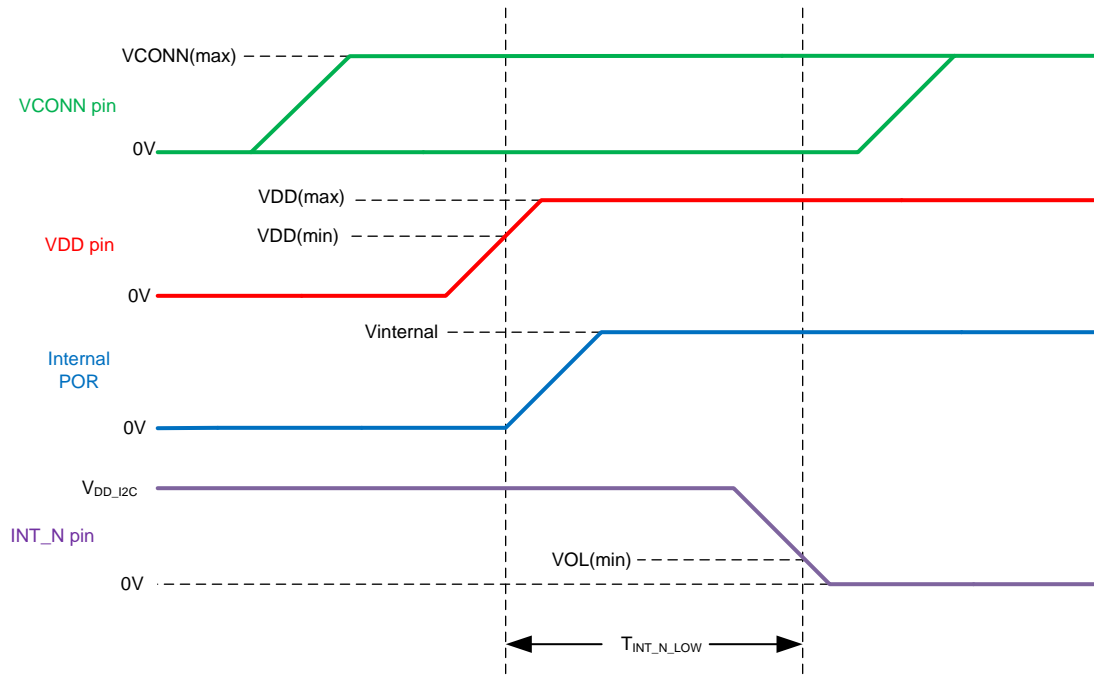 VCONN(max)
VCONN pin
0V
VDD(max)
VDD(min)
VDD pin
0V
Vinternal
Internal
POR
0V
VDD_I2C
INT_N pin
VOL(min)
0V
TINT_N_LOW